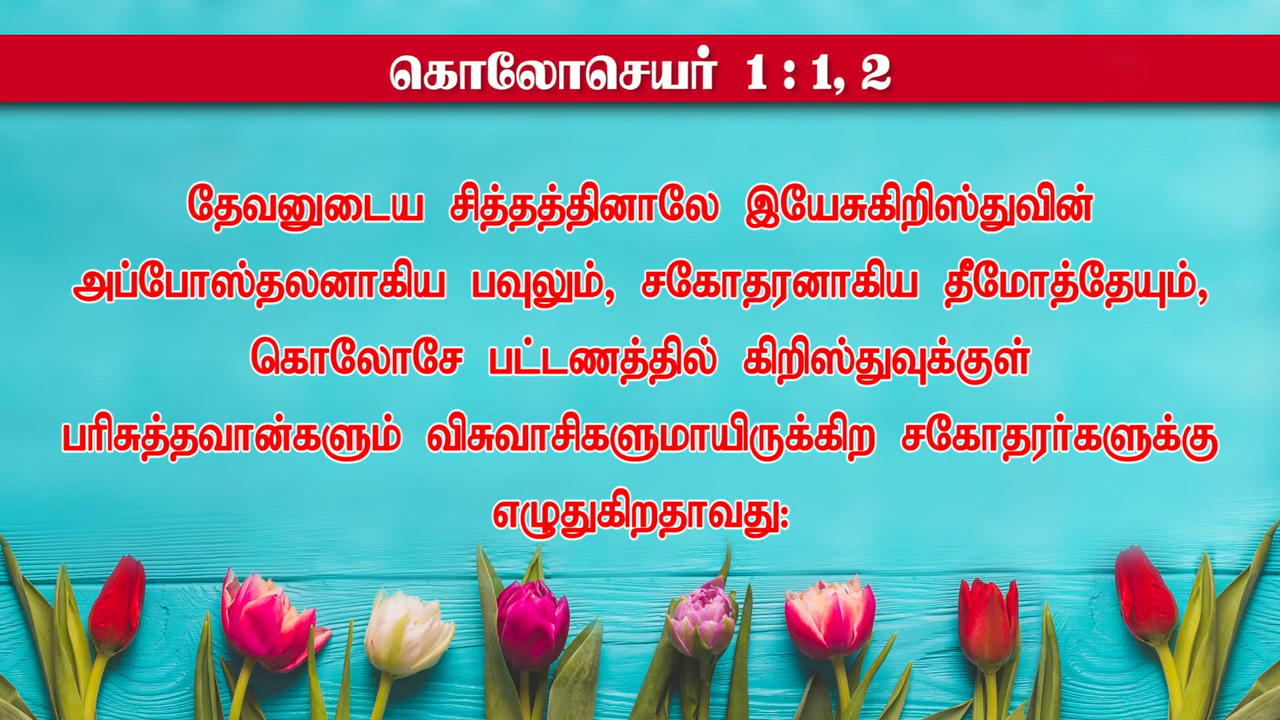 கொலோசெயர் 1 : 1, 2
தேவனுடைய சித்தத்தினாலே இயேசுகிறிஸ்துவின்
அப்போஸ்தலனாகிய பவுலும், சகோதரனாகிய தீமோத்தேயும்,
கொலோசே பட்டணத்தில் கிறிஸ்துவுக்குள்
பரிசுத்தவான்களும் விசுவாசிகளுமாயிருக்கிற சகோதரர்களுக்கு
எழுதுகிறதாவது: